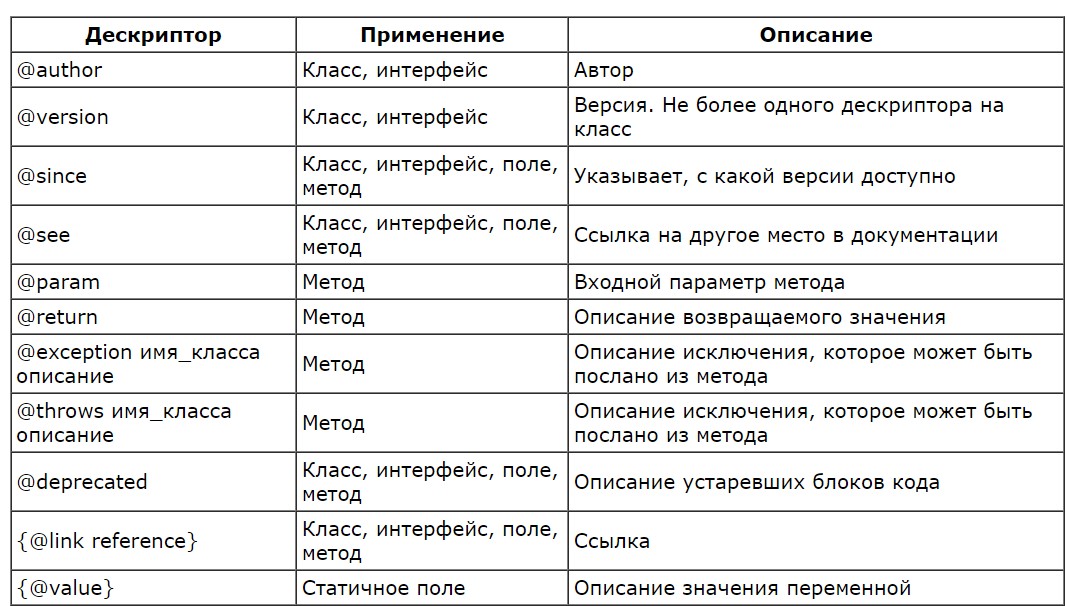 Дескриптор Применение Описание
@author Класс, интерфейс Автор
@version Класс, интерфейс Версия. Не более одного дескриптора на
класс
@since Класс, интерфейс, поле,
метод Указывает, с какой версии доступно
@see Класс, интерфейс, поле,
метод Ссылка на другое место в документации
@param Метод Входной параметр метода
@return Метод Описание возвращаемого значения
@exception имя_класса
описание Метод Описание исключения, которое может быть
послано из метода
@throws имя_класса
описание Метод Описание исключения, которое может быть
послано из метода
@deprecated Класс, интерфейс, поле,
метод Описание устаревших блоков кода
{@link reference} Класс, интерфейс, поле,
метод Ссылка
{@value} Статичное поле Описание значения переменной